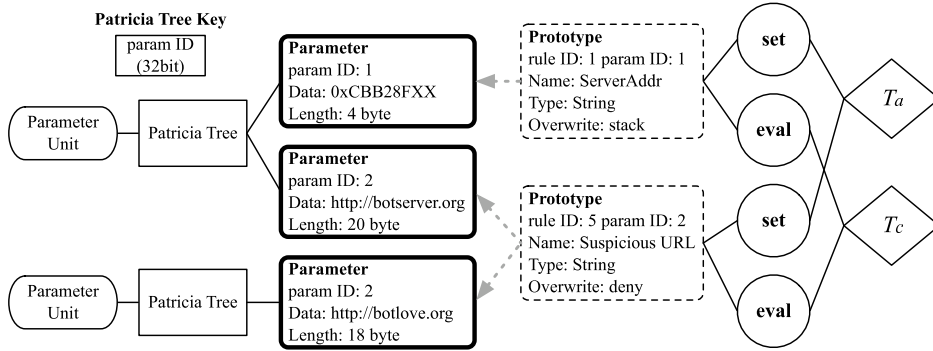 Patricia Tree Key
param ID
(32bit)
Parameter
Unit
Patricia Tree
Parameter
param ID: 1
Data: 0xCBB28FXX
Length: 4 byte
Parameter
param ID: 2
Data: http://botserver.org
Length: 20 byte
Parameter
Unit
Patricia Tree
Parameter
param ID: 2
Data: http://botlove.org
Length: 18 byte
Prototype
rule ID: 1 param ID: 1
Name: ServerAddr
Type: String
Overwrite: stack
Prototype
rule ID: 5 param ID: 2
Name: Suspicious URL
Type: String
Overwrite: deny
set
eval
set
eval
Ta
Tc